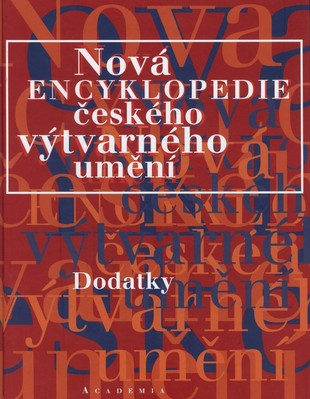 Nová
ENCYKLOPEDIE
českého
výtvarného
umění
Dodatky
ACADEMIA